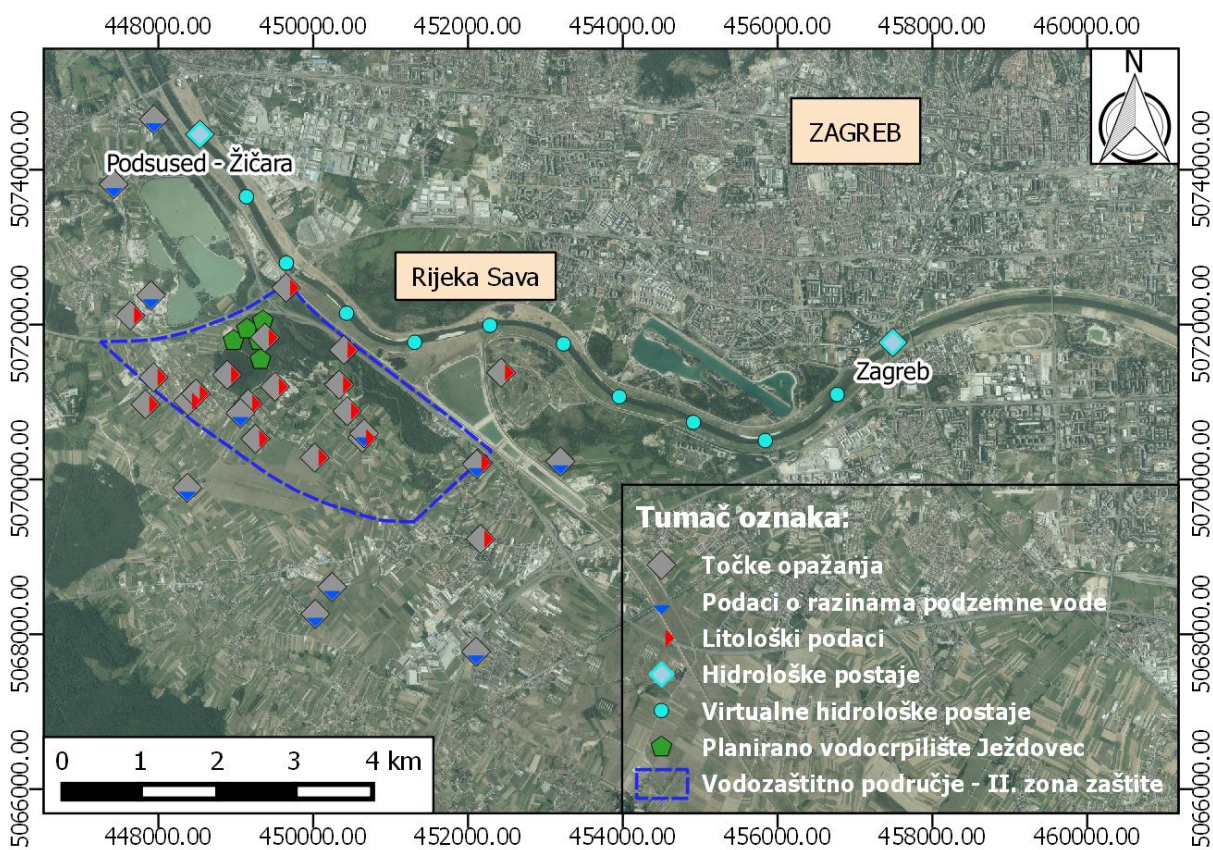 448000.00 450000.00 452000.00 454000.00 456000.00 458000.00 460000.00
N
ZAGREB
5074000.00
5074000.00
Podsused - Žičara
Rijeka Sava
5072000.00
5072000.00
Zagreb
5070000.00
5070000.00
Tumač oznaka:
Točke opažanja
Podaci o razinama podzemne vode
Litološki podaci
Hidrološke postaje
Virtualne hidrološke postaje
Planirano vodocrpilište Ježdovec
Vodozaštitno područje - II. zona zaštite
5068000.00
5068000.00
0 1 2 3 4 km
5066000.00
5066000.00
448000.00 450000.00 452000.00 454000.00 456000.00 458000.00 460000.00